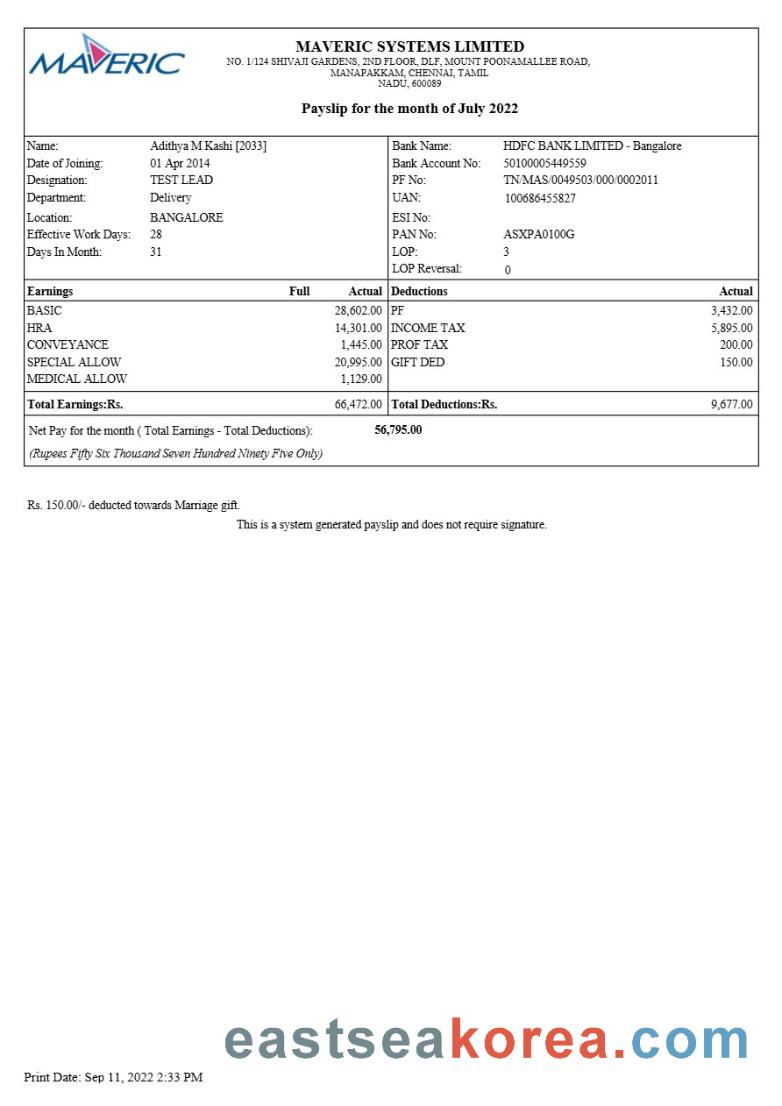 MAVERIC
MAVERIC SYSTEMS LIMITED
NO. 1/124 SHIVAJI GARDENS, 2ND FLOOR, DLF, MOUNT POONAMALLEE ROAD,
MANAPAKKAM, CHENNAI, TAMIL
NADU, 600089
Payslip for the month of July 2022
Name: Adithya M Kashi [2033] Bank Name: HDFC BANK LIMITED - Bangalore
Date of Joining: 01 Apr 2014 Bank Account No: 50100005449559
Designation: TEST LEAD PF No: TN/MAS/0049503/000/0002011
Department: Delivery UAN: 100686455827
Location: BANGALORE ESI No:
Effective Work Days: 28 PAN No: ASXPA0100G
Days In Month: 31 LOP: 3
LOP Reversal: 0
Earnings Full Actual Deductions Actual
BASIC 28,602.00 PF 3,432.00
HRA 14,301.00 INCOME TAX 5,895.00
CONVEYANCE 1,445.00 PROF TAX 200.00
SPECIAL ALLOW 20,995.00 GIFT DED 150.00
MEDICAL ALLOW 1,129.00
Total Earnings:Rs. 66,472.00 Total Deductions:Rs. 9,677.00
Net Pay for the month ( Total Earnings - Total Deductions): 56,795.00
(Rupees Fifty Six Thousand Seven Hundred Ninety Five Only)
Rs. 150.00/- deducted towards Marriage gift.
This is a system generated payslip and does not require signature.
eastseakorea.com
Print Date: Sep 11, 2022 2:33 PM